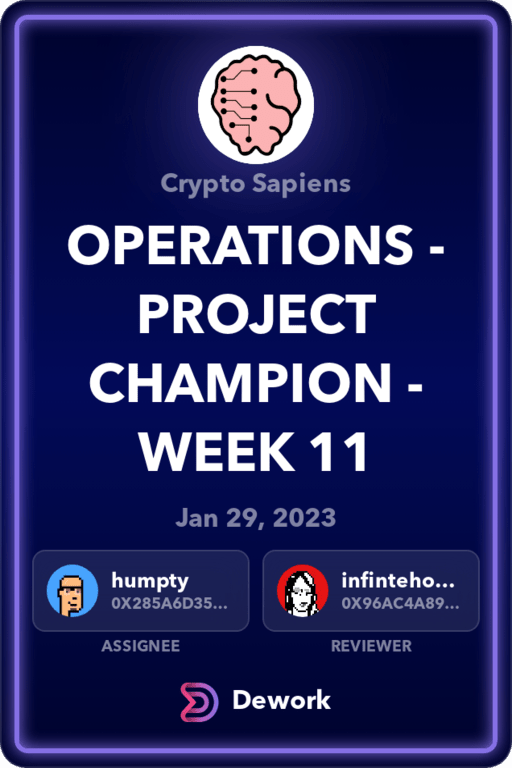 Crypto Sapiens
OPERATIONS -
PROJECT
CHAMPION -
WEEK 11
Jan 29, 2023
humpty
0X285A6D35...
ASSIGNEE
infinteho...
0X96AC4A89...
REVIEWER
Dework